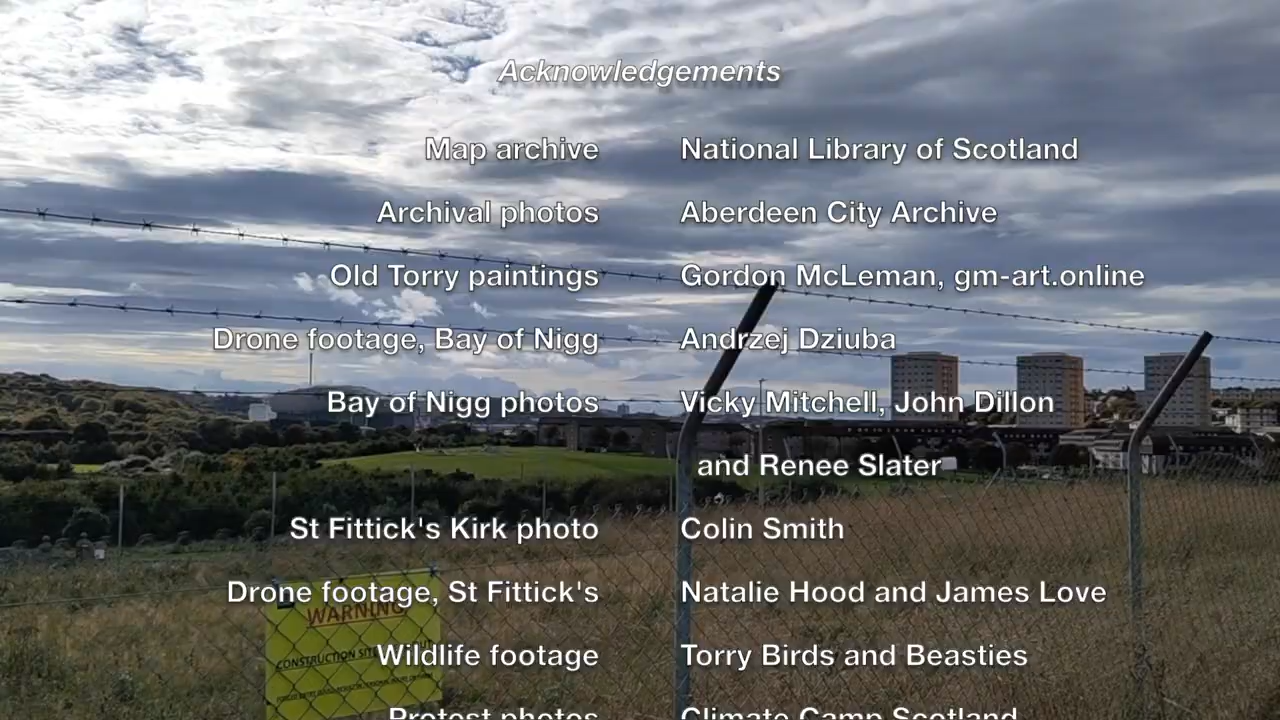 Acknowledgements
Map archive National Library of Scotland
Archival photos Aberdeen City Archive
Old Torry paintings Gordon McLeman, gm-art.online
Drone footage, Bay of Nigg Andrzej Dziuba
Bay of Nigg photos Vicky Mitchell, John Dillon
and Renee Slater
St Fittick's Kirk photo Colin Smith
Drone footage, St Fittick's Natalie Hood and James Love
WARNING
Wildlife footage Torry Birds and Beasties
CONSTRUCTION SITE OUT
Protest photos Climate Camp Scotland